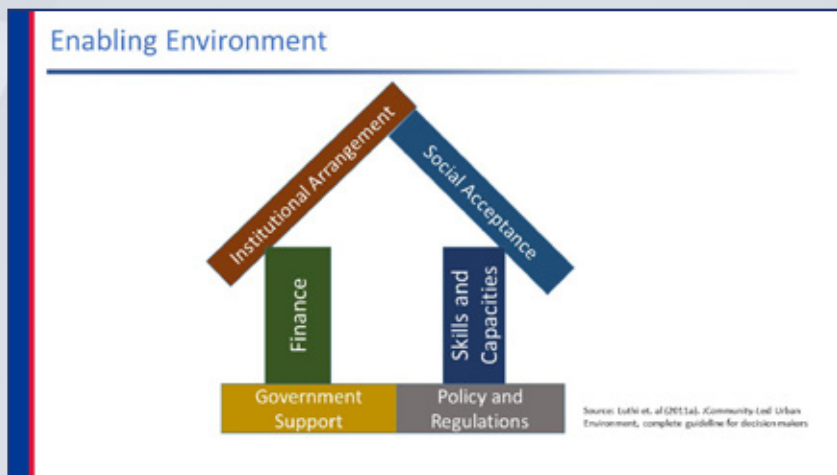 Enabling Environment
Institutional Arrangement
Social Acceptance
Finance
Skills and
Capacities
Government
Support
Policy and
Regulations
Source: Luthi et. al (2011a). Community Led Urban
Environment, complete guideline for decision makers